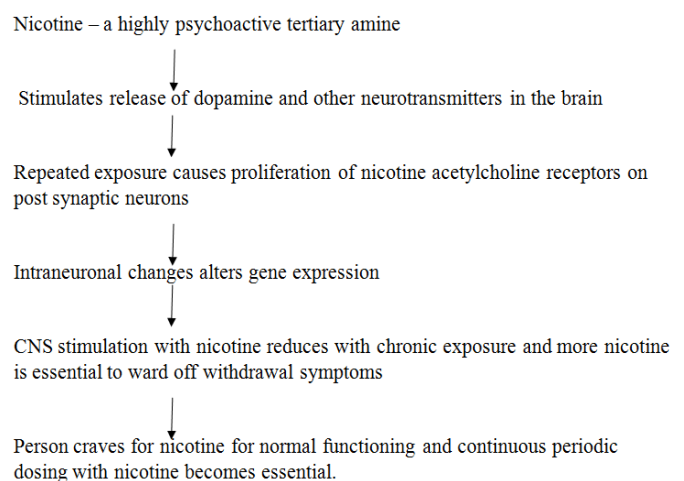 Nicotine – a highly psychoactive tertiary amine
Stimulates release of dopamine and other neurotransmitters in the brain
Repeated exposure causes proliferation of nicotine acetylcholine receptors on
post synaptic neurons
Intraneuronal changes alters gene expression
CNS stimulation with nicotine reduces with chronic exposure and more nicotine
is essential to ward off withdrawal symptoms
Person craves for nicotine for normal functioning and continuous periodic
dosing with nicotine becomes essential.